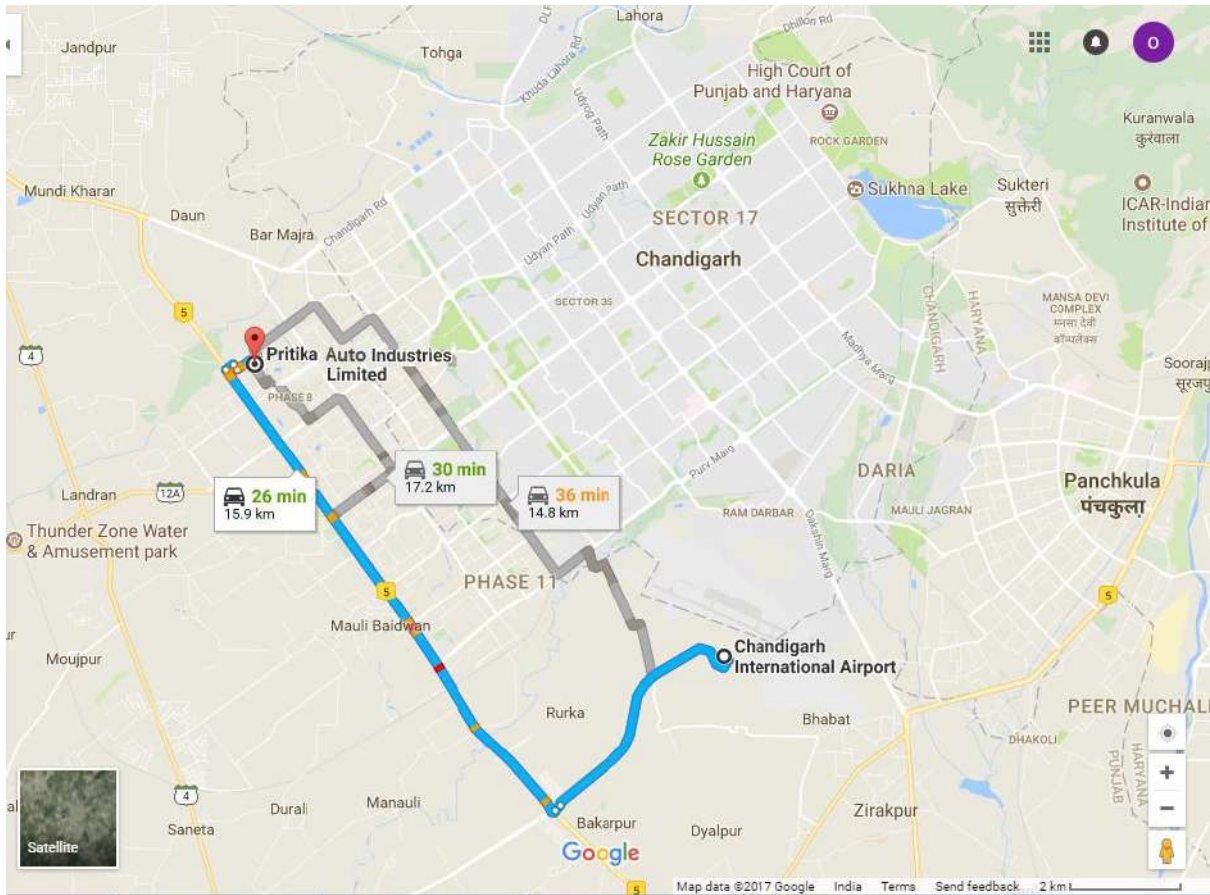 Lahora
Jandpur
Tohga
DLF
Khuda Lahora Rd
Udyog Path
Dhillon Rd
O
High Court of
Punjab and Haryana
ROCK GARDEN
Kuranwala
कुरंवाला
Zakir Hussain
Rose Garden
Mundi Kharar
Daun
Bar Majra
Chandigarh Rd
Udyan Path
Udyan Path
SECTOR 17
Chandigarh
SECTOR 35
Sukhna Lake
Sukteri
सुक्तेरी
ICAR-Indian
Institute of
CHANDIGARH
HARYANA
MANSA DEVI
COMPLEX
मनसा देवी
कॉम्पलेक्स
5
4
Pritika Auto Industries
Limited
PHASE 8
Madhya Marg
Sooraj
सूरजपु
30 min
17.2 km
26 min
15.9 km
36 min
14.8 km
Purv Marg
DARIA
Landran
12A
Thunder Zone Water
& Amusement park
RAM DARBAR
MAULI JAGRAN
Dakshin Marg
Panchkula
पंचकुला
PHASE 11
5
5
Mauli Baidwan
Moujpur
Chandigarh
International Airport
Rurka
Bhabat
PEER MUCHALL
DHAKOLI
PUNJAB
HARYANA
4
Durali
Manauli
Saneta
Bakarpur
Dyalpur
Zirakpur
Satellite
Google
5
Map data ©2017 Google India Terms Send feedback 2 km